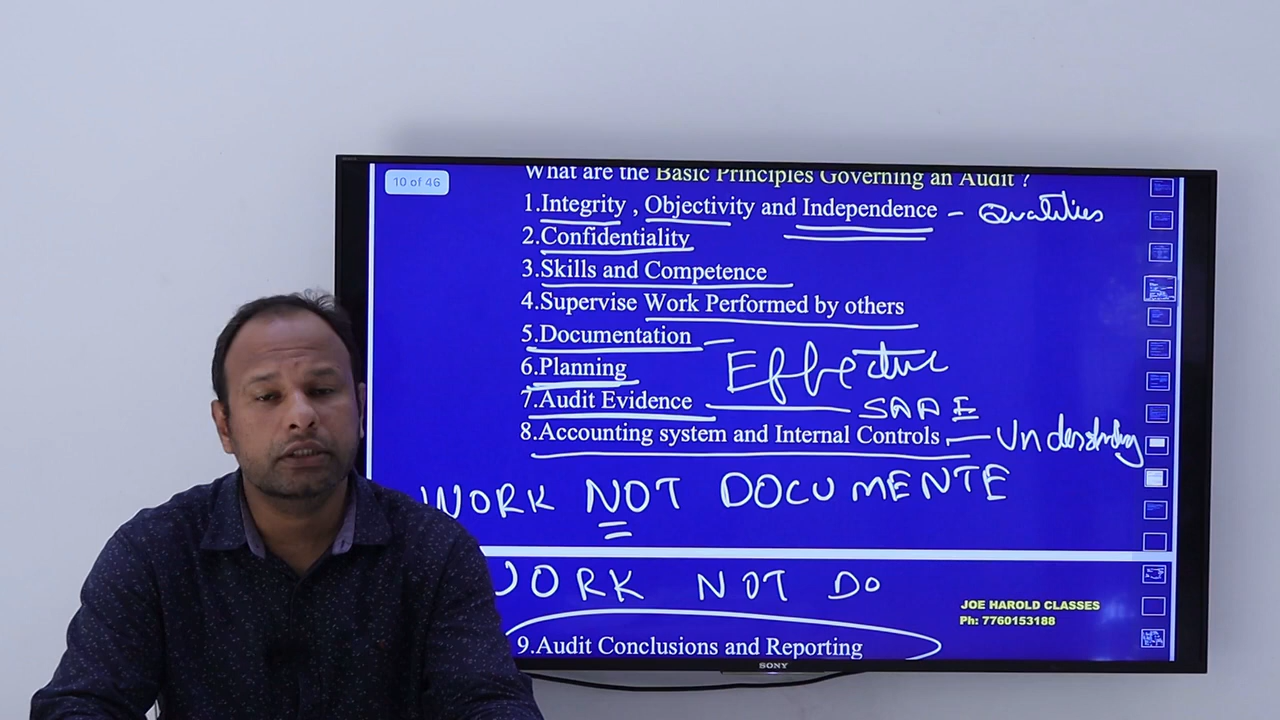 What are the Basic Principles Governing an Audit ?
10 of 46
1.Integrity , Objectivity and Independence - Qualities
2.Confidentiality
3.Skills and Competence
4.Supervise Work Performed by others
5.Documentation -
6.Planning Effective
7.Audit Evidence - SAAE
8.Accounting system and Internal Controls - Understanding
WORK NOT DOCUMENTE
WORK NOT DO
JOE HAROLD CLASSES
Ph: 7760153188
9.Audit Conclusions and Reporting
SONY